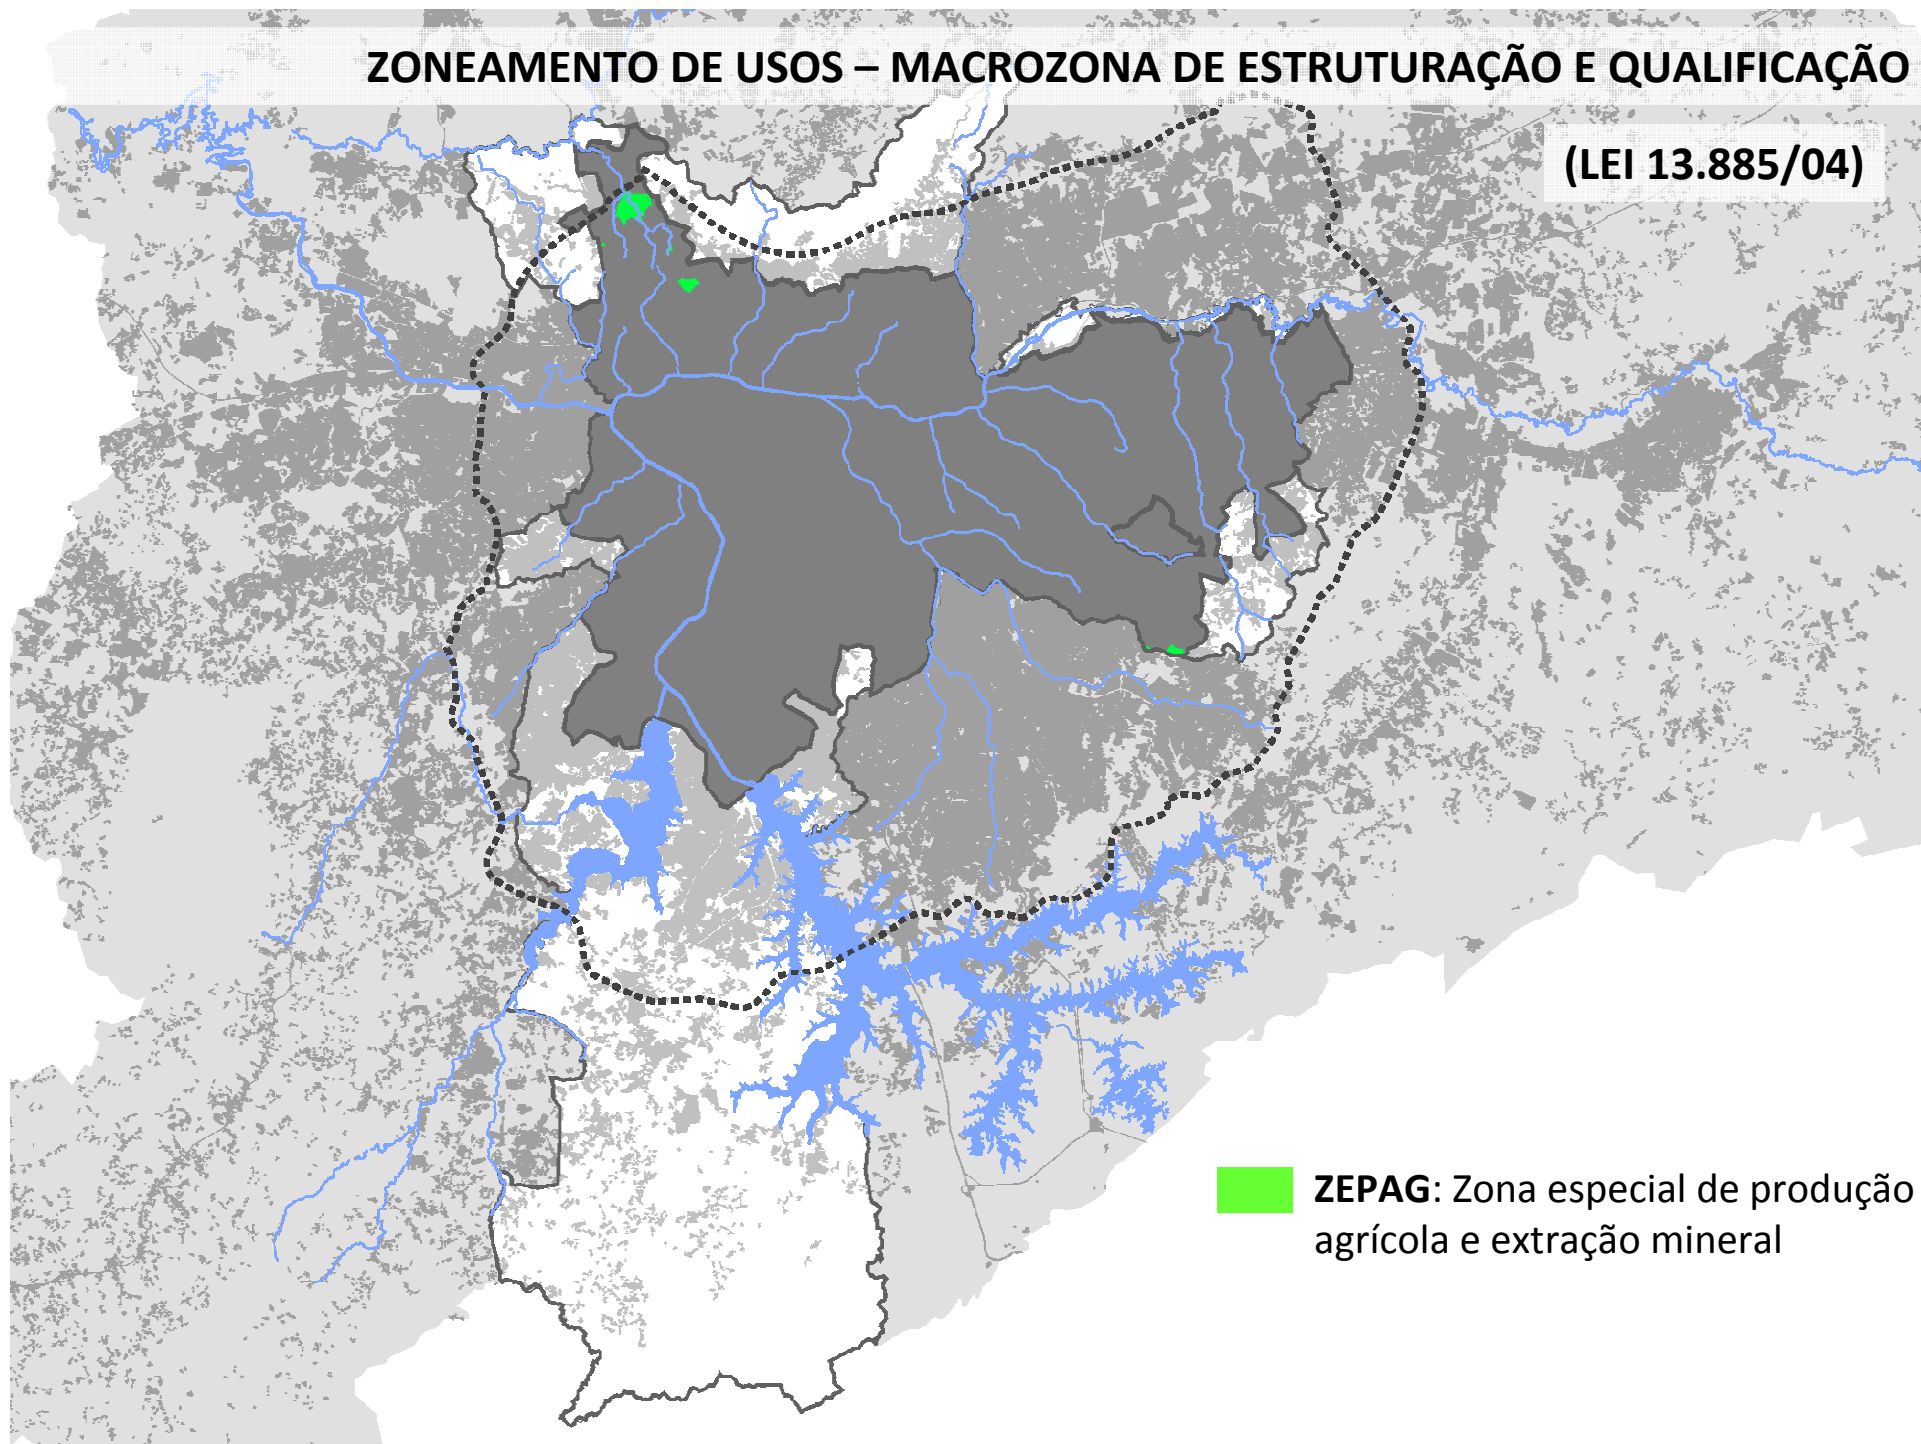 ZONEAMENTO DE USOS – MACROZONA DE ESTRUTURAÇÃO E QUALIFICAÇÃO
(LEI 13.885/04)
ZEPAG: Zona especial de produção
agrícola e extração mineral